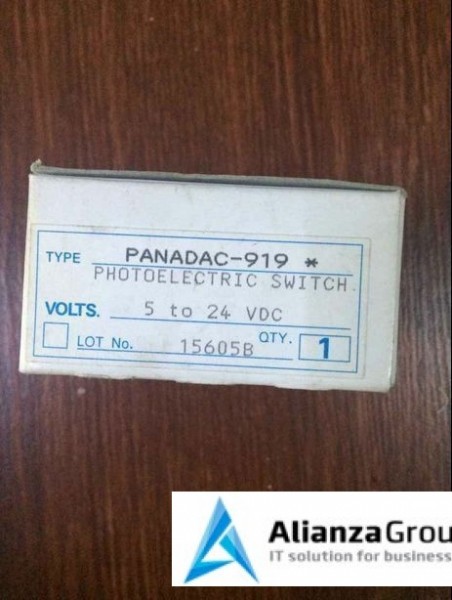 TYPE PANADAC-919 *
PHOTOELECTRIC SWITCH.
VOLTS. 5 to 24 VDC
LOT No. 15605B QTY. 1
AlianzaGrou
IT solution for business